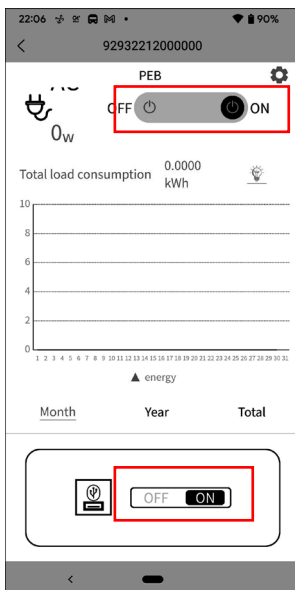 22:06 90%
92932212000000
PEB
AC
OFF ON
0w
Total load consumption 0.0000 kWh
10
8
6
4
2
0
1 2 3 4 5 6 7 8 9 10 11 12 13 14 15 16 17 18 19 20 21 22 23 24 25 26 27 28 29 30 31
▲ energy
Month Year Total
OFF ON